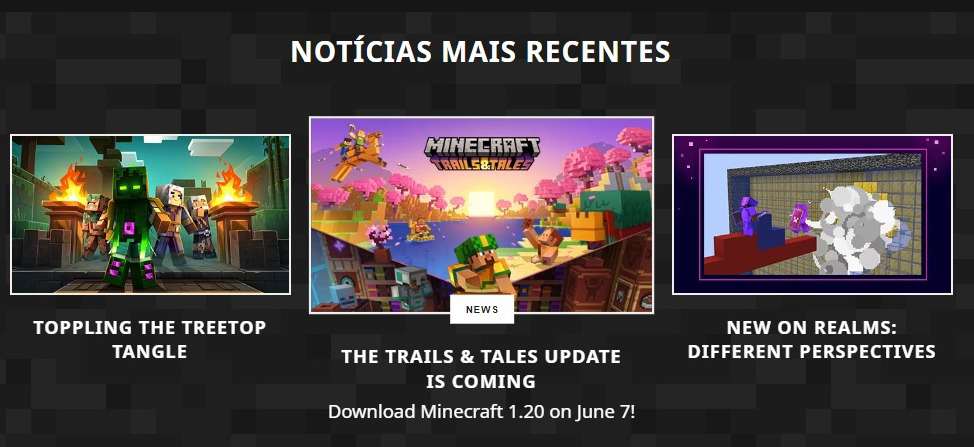 NOTÍCIAS MAIS RECENTES
MINECRAFT
TRAILS&TALES
NEWS
TOPPLING THE TREETOP
TANGLE
THE TRAILS & TALES UPDATE
IS COMING
Download Minecraft 1.20 on June 7!
NEW ON REALMS:
DIFFERENT PERSPECTIVES